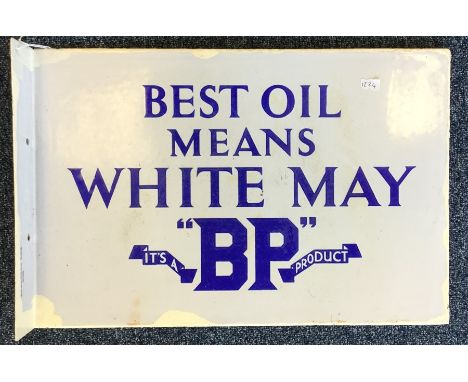 BEST OIL
MEANS
WHITE MAY
"BP"
IT'S A PRODUCT